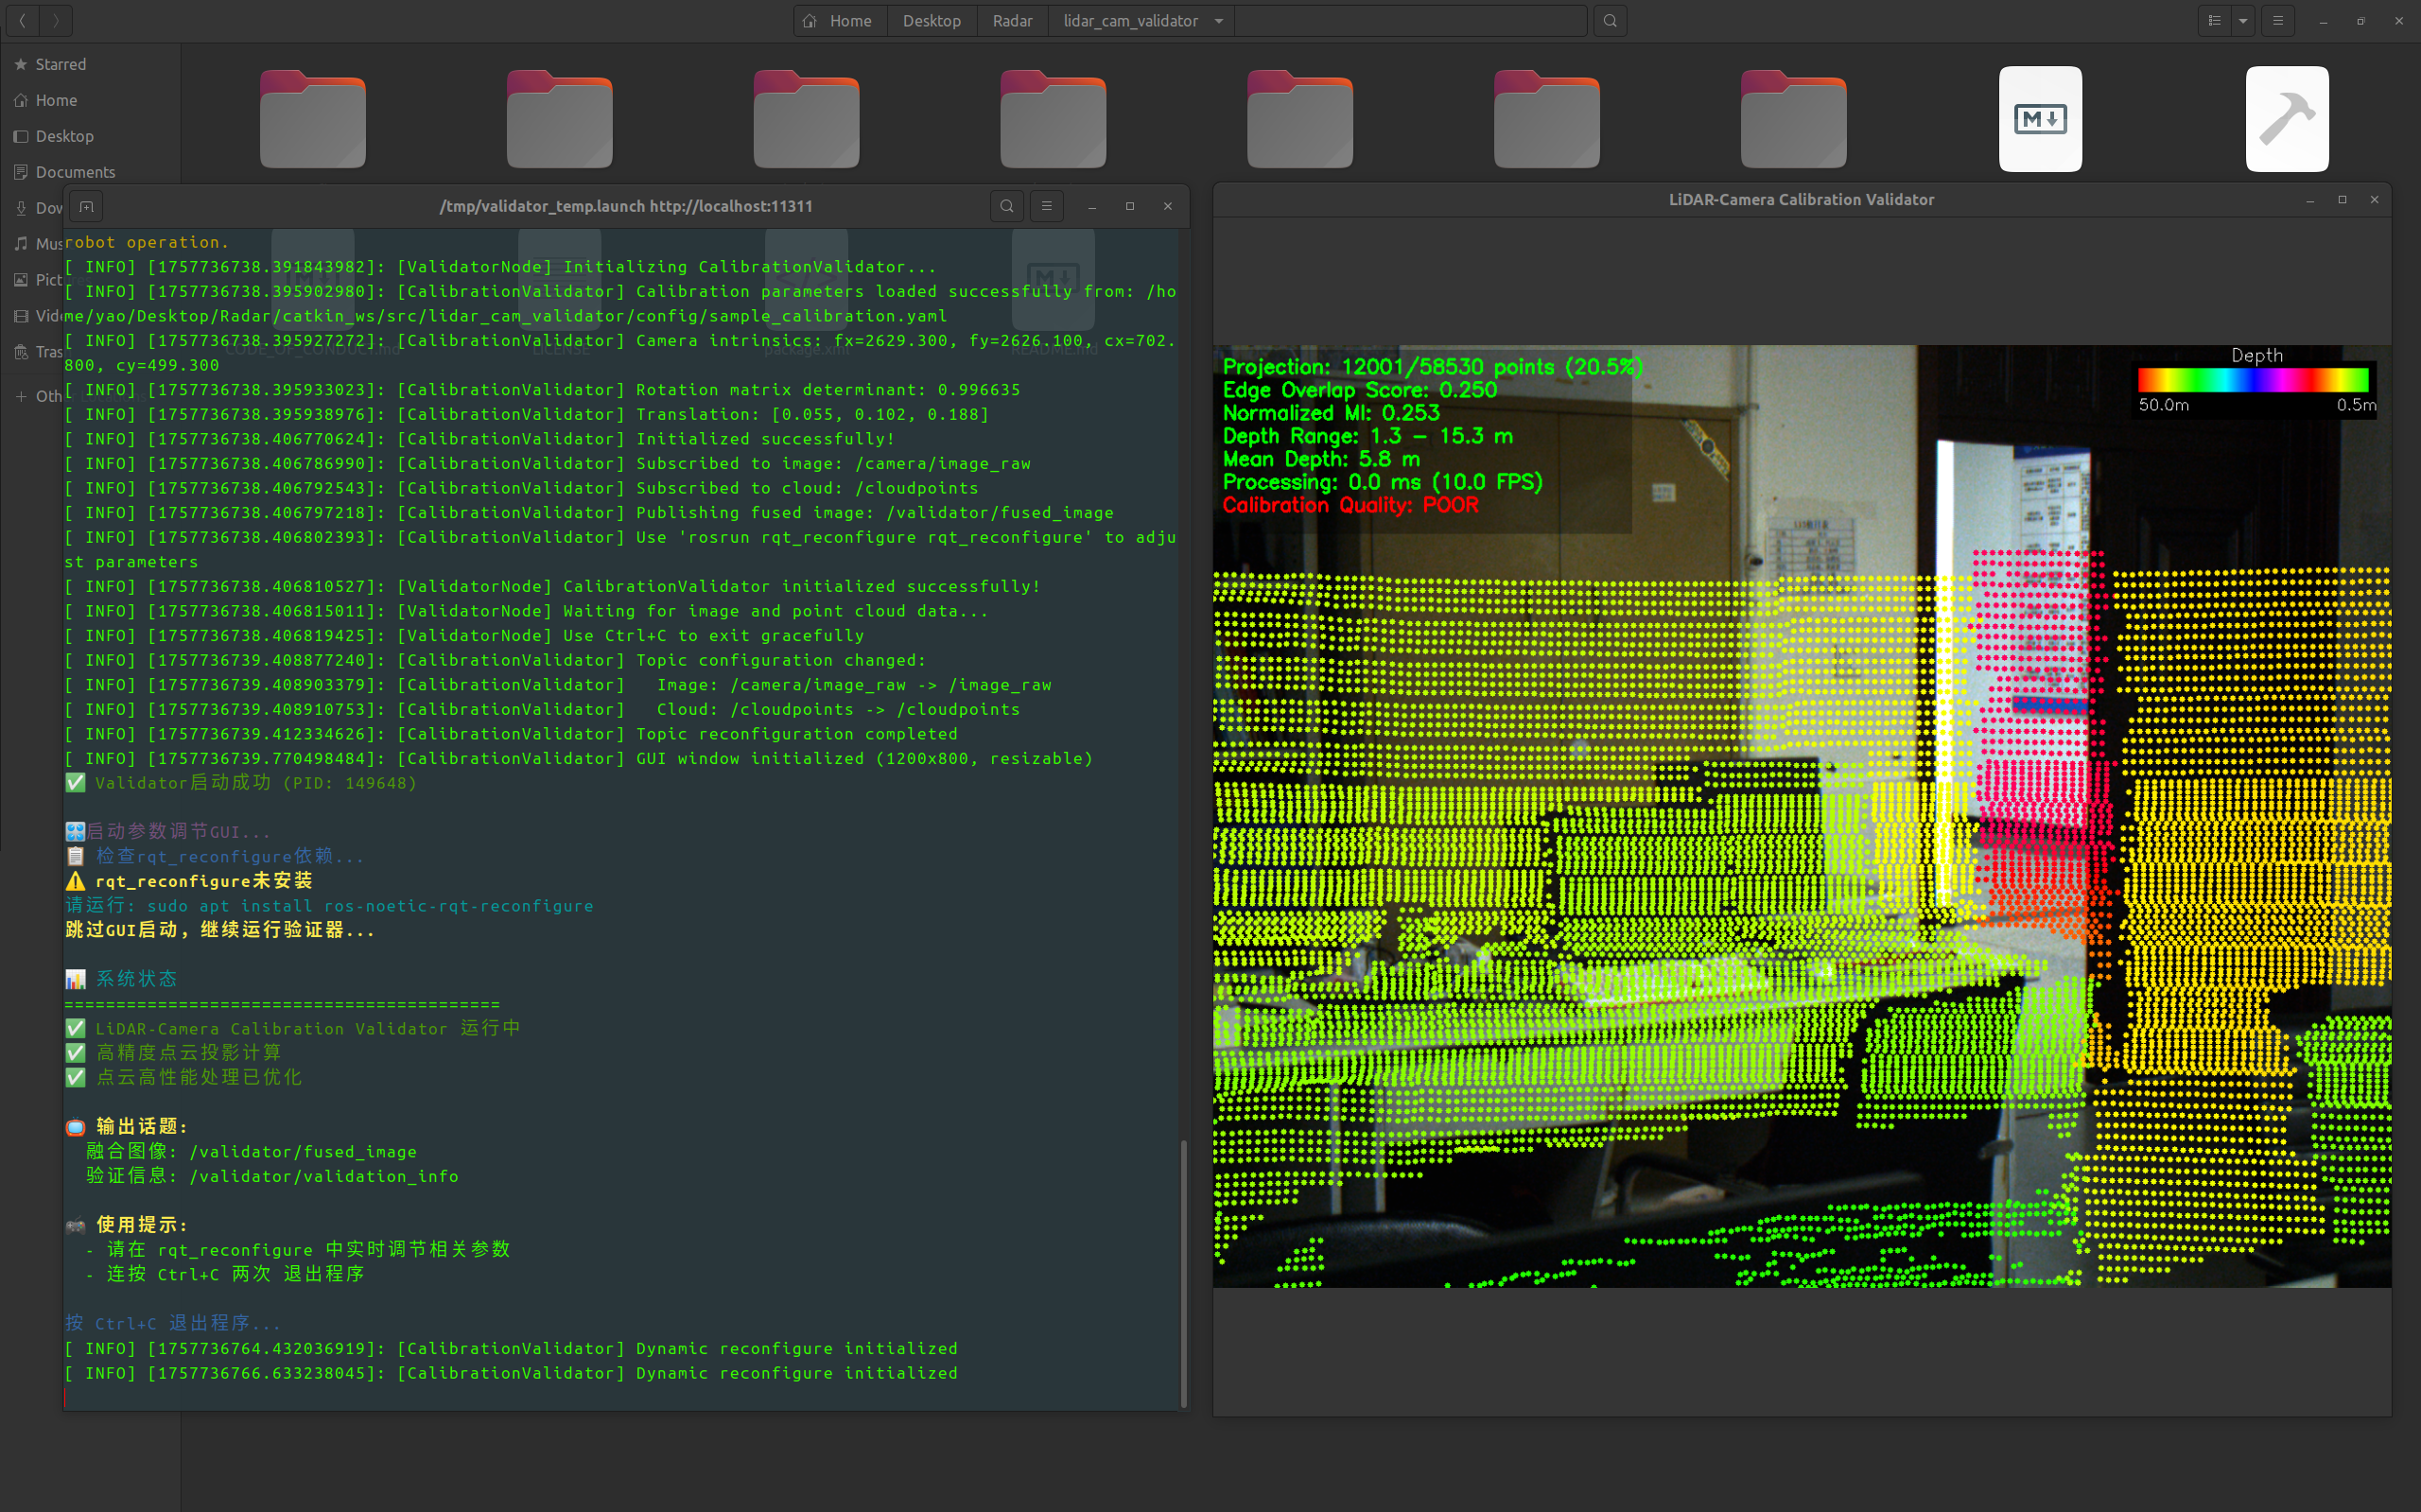 Home Desktop Radar lidar_cam_validator
Starred
Home
Desktop
Documents
Dow
Mus
Pict
Vide
Tras
Oth
/tmp/validator_temp.launch http://localhost:11311
robot operation.
[ INFO] [1757736738.391843982]: [ValidatorNode] Initializing CalibrationValidator...
[ INFO] [1757736738.395902980]: [CalibrationValidator] Calibration parameters loaded successfully from: /ho
me/yao/Desktop/Radar/catkin_ws/src/lidar_cam_validator/config/sample_calibration.yaml
[ INFO] [1757736738.395927272]: [CalibrationValidator] Camera intrinsics: fx=2629.300, fy=2626.100, cx=702.
800, cy=499.300
[ INFO] [1757736738.395933023]: [CalibrationValidator] Rotation matrix determinant: 0.996635
[ INFO] [1757736738.395938976]: [CalibrationValidator] Translation: [0.055, 0.102, 0.188]
[ INFO] [1757736738.406770624]: [CalibrationValidator] Initialized successfully!
[ INFO] [1757736738.406786990]: [CalibrationValidator] Subscribed to image: /camera/image_raw
[ INFO] [1757736738.406792543]: [CalibrationValidator] Subscribed to cloud: /cloudpoints
[ INFO] [1757736738.406797218]: [CalibrationValidator] Publishing fused image: /validator/fused_image
[ INFO] [1757736738.406802393]: [CalibrationValidator] Use 'rosrun rqt_reconfigure rqt_reconfigure' to adju
st parameters
[ INFO] [1757736738.406810527]: [ValidatorNode] CalibrationValidator initialized successfully!
[ INFO] [1757736738.406815011]: [ValidatorNode] Waiting for image and point cloud data...
[ INFO] [1757736738.406819425]: [ValidatorNode] Use Ctrl+C to exit gracefully
[ INFO] [1757736739.408877240]: [CalibrationValidator] Topic configuration changed:
[ INFO] [1757736739.408903379]: [CalibrationValidator]   Image: /camera/image_raw -> /image_raw
[ INFO] [1757736739.408910753]: [CalibrationValidator]   Cloud: /cloudpoints -> /cloudpoints
[ INFO] [1757736739.412334626]: [CalibrationValidator] Topic reconfiguration completed
[ INFO] [1757736739.770498484]: [CalibrationValidator] GUI window initialized (1200x800, resizable)
✅ Validator启动成功 (PID: 149648)
🎛️启动参数调节GUI...
📋 检查rqt_reconfigure依赖...
⚠️ rqt_reconfigure未安装
请运行: sudo apt install ros-noetic-rqt-reconfigure
跳过GUI启动，继续运行验证器...
📊 系统状态
==========================================
✅ LiDAR-Camera Calibration Validator 运行中
✅ 高精度点云投影计算
✅ 点云高性能处理已优化
📺 输出话题:
融合图像: /validator/fused_image
验证信息: /validator/validation_info
🎮 使用提示:
- 请在 rqt_reconfigure 中实时调节相关参数
- 连按 Ctrl+C 两次 退出程序
按 Ctrl+C 退出程序...
[ INFO] [1757736764.432036919]: [CalibrationValidator] Dynamic reconfigure initialized
[ INFO] [1757736766.633238045]: [CalibrationValidator] Dynamic reconfigure initialized
CODE_OF_CONDUCT.md LICENSE package.xml README.md
LiDAR-Camera Calibration Validator
Projection: 12001/58530 points (20.5%)
Edge Overlap Score: 0.250
Normalized MI: 0.253
Depth Range: 1.3 – 15.3 m
Mean Depth: 5.8 m
Processing: 0.0 ms (10.0 FPS)
Calibration Quality: POOR
Depth
50.0m 0.5m